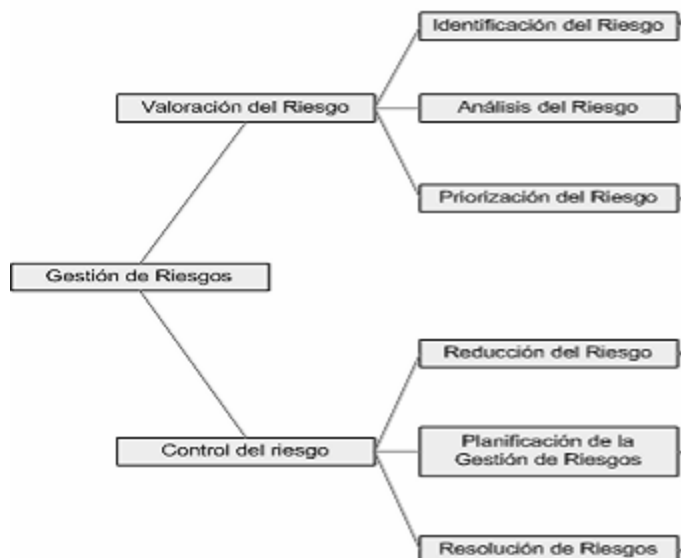 Identificación del Riesgo
Valoración del Riesgo
Análisis del Riesgo
Priorización del Riesgo
Gestión de Riesgos
Reducción del Riesgo
Control del riesgo
Planificación de la
Gestión de Riesgos
Resolución de Riesgos